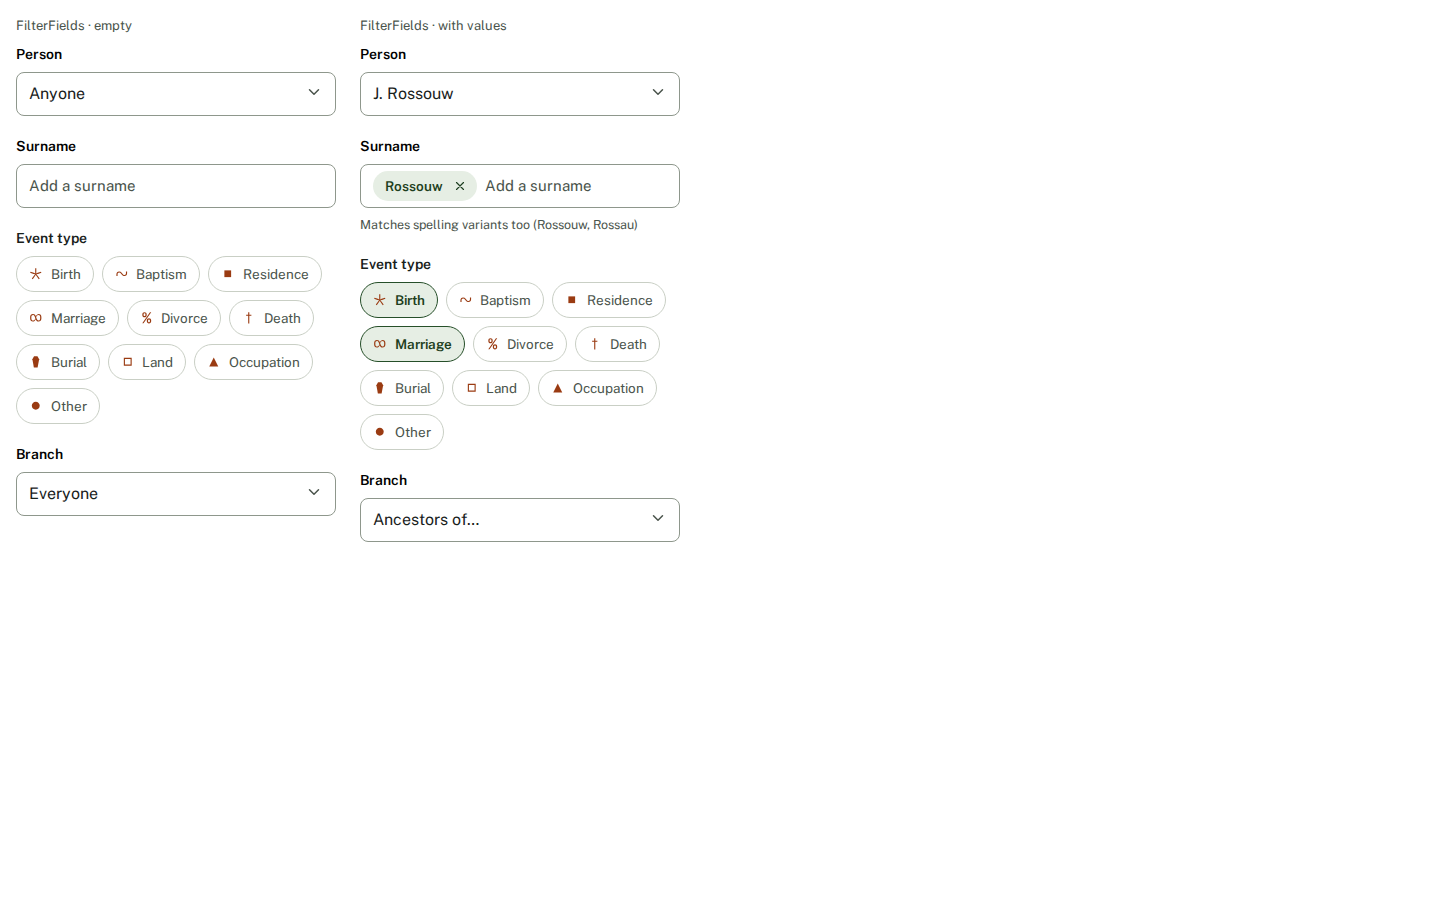 FilterFields · empty
Person
Anyone
Surname
Add a surname
Event type
Birth
Baptism
Residence
Marriage
Divorce
Death
Burial
Land
Occupation
Other
Branch
Everyone
FilterFields · with values
Person
J. Rossouw
Surname
Rossouw
Add a surname
Matches spelling variants too (Rossouw, Rossau)
Event type
Birth
Baptism
Residence
Marriage
Divorce
Death
Burial
Land
Occupation
Other
Branch
Ancestors of…